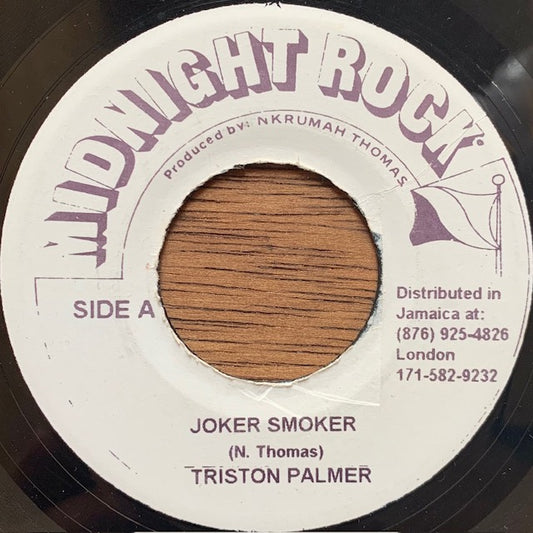 MIDNIGHT ROCK
Produced by: NKRUMAH THOMAS
SIDE A
Distributed in
Jamaica at:
(876) 925-4826
London
171-582-9232
JOKER SMOKER
(N. Thomas)
TRISTON PALMER